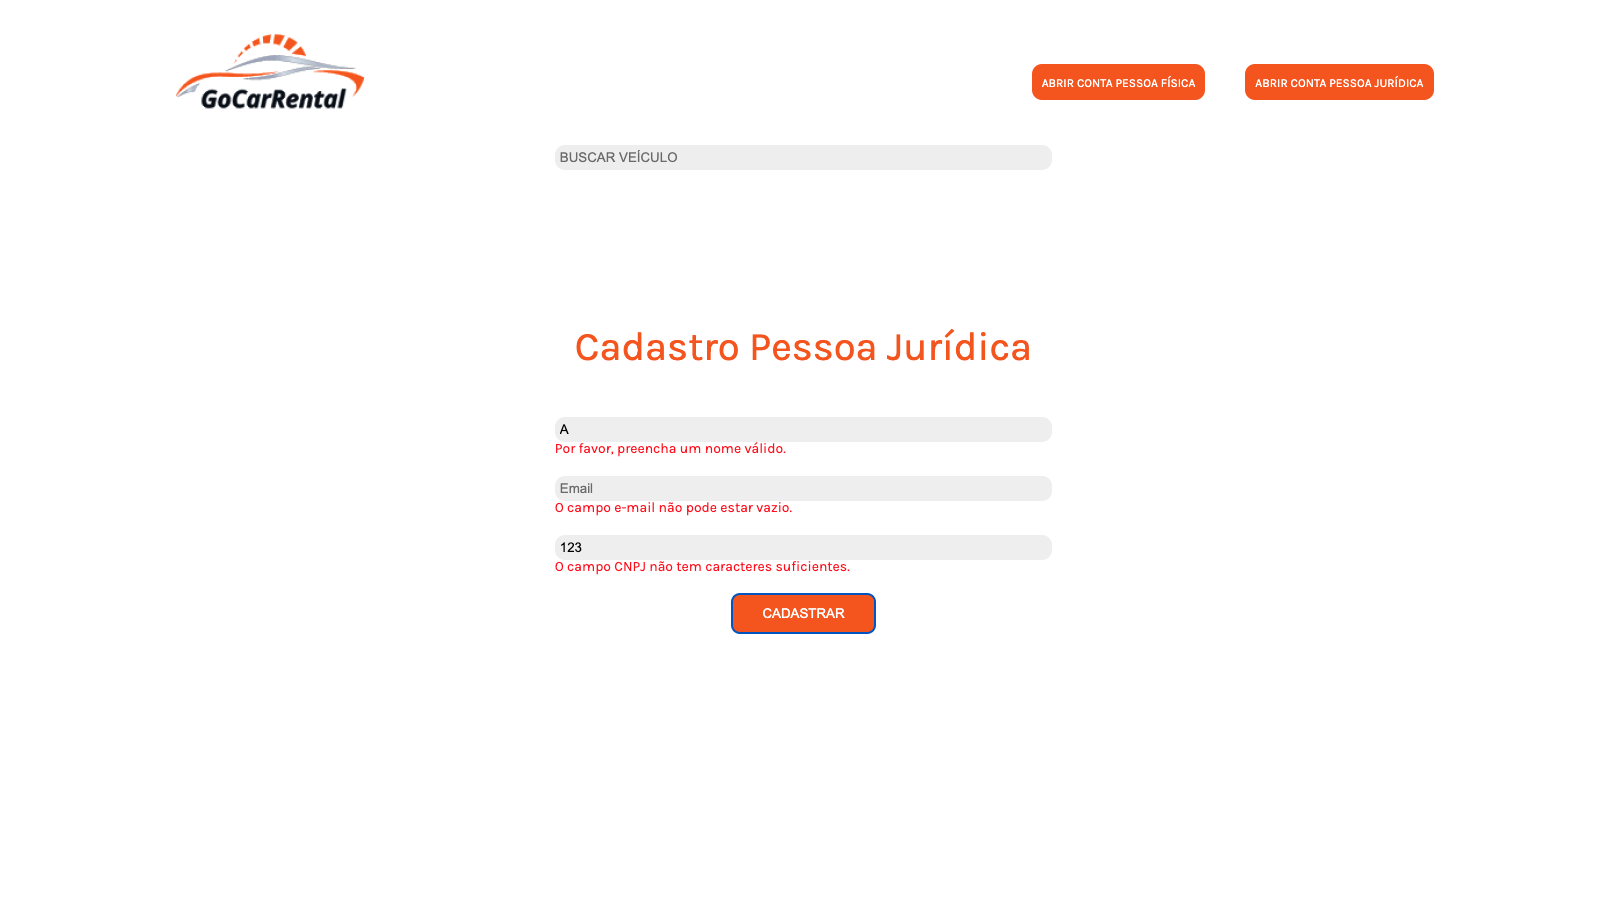 GoCarRental
ABRIR CONTA PESSOA FÍSICA
ABRIR CONTA PESSOA JURÍDICA
BUSCAR VEÍCULO
Cadastro Pessoa Jurídica
A
Por favor, preencha um nome válido.
Email
O campo e-mail não pode estar vazio.
123
O campo CNPJ não tem caracteres suficientes.
CADASTRAR